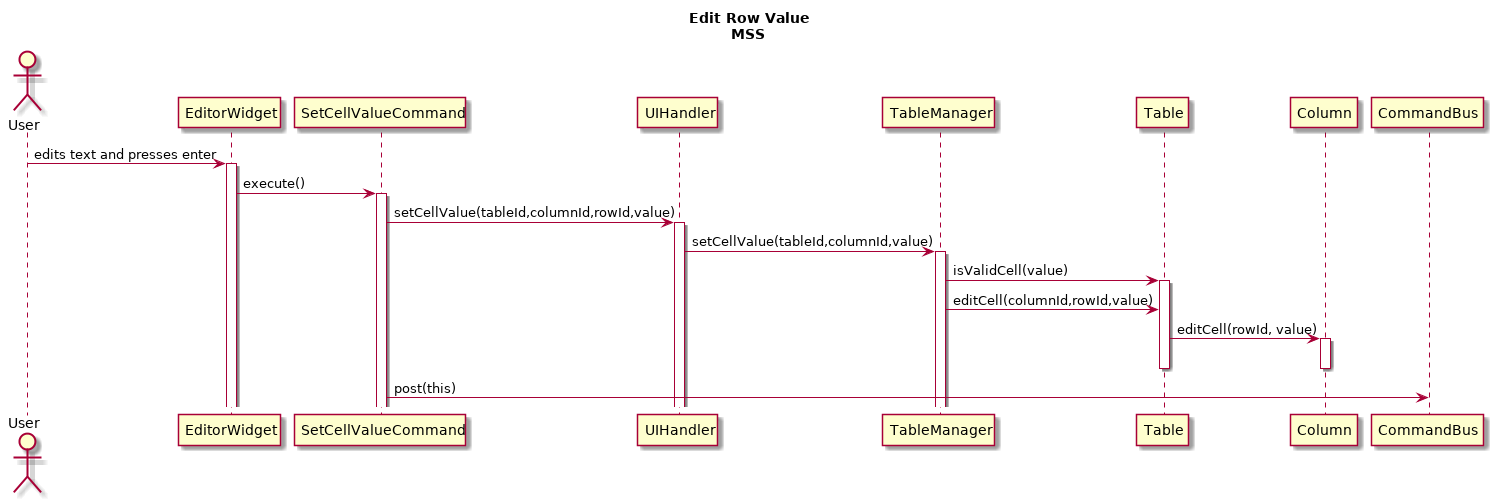 Edit Row Value
MSS
User
EditorWidget
SetCellValueCommand
UIHandler
TableManager
Table
Column
CommandBus
edits text and presses enter
execute()
setCellValue(tableId,columnId,rowId,value)
setCellValue(tableId,columnId,value)
isValidCell(value)
editCell(columnId,rowId,value)
editCell(rowId, value)
post(this)
User
EditorWidget
SetCellValueCommand
UIHandler
TableManager
Table
Column
CommandBus